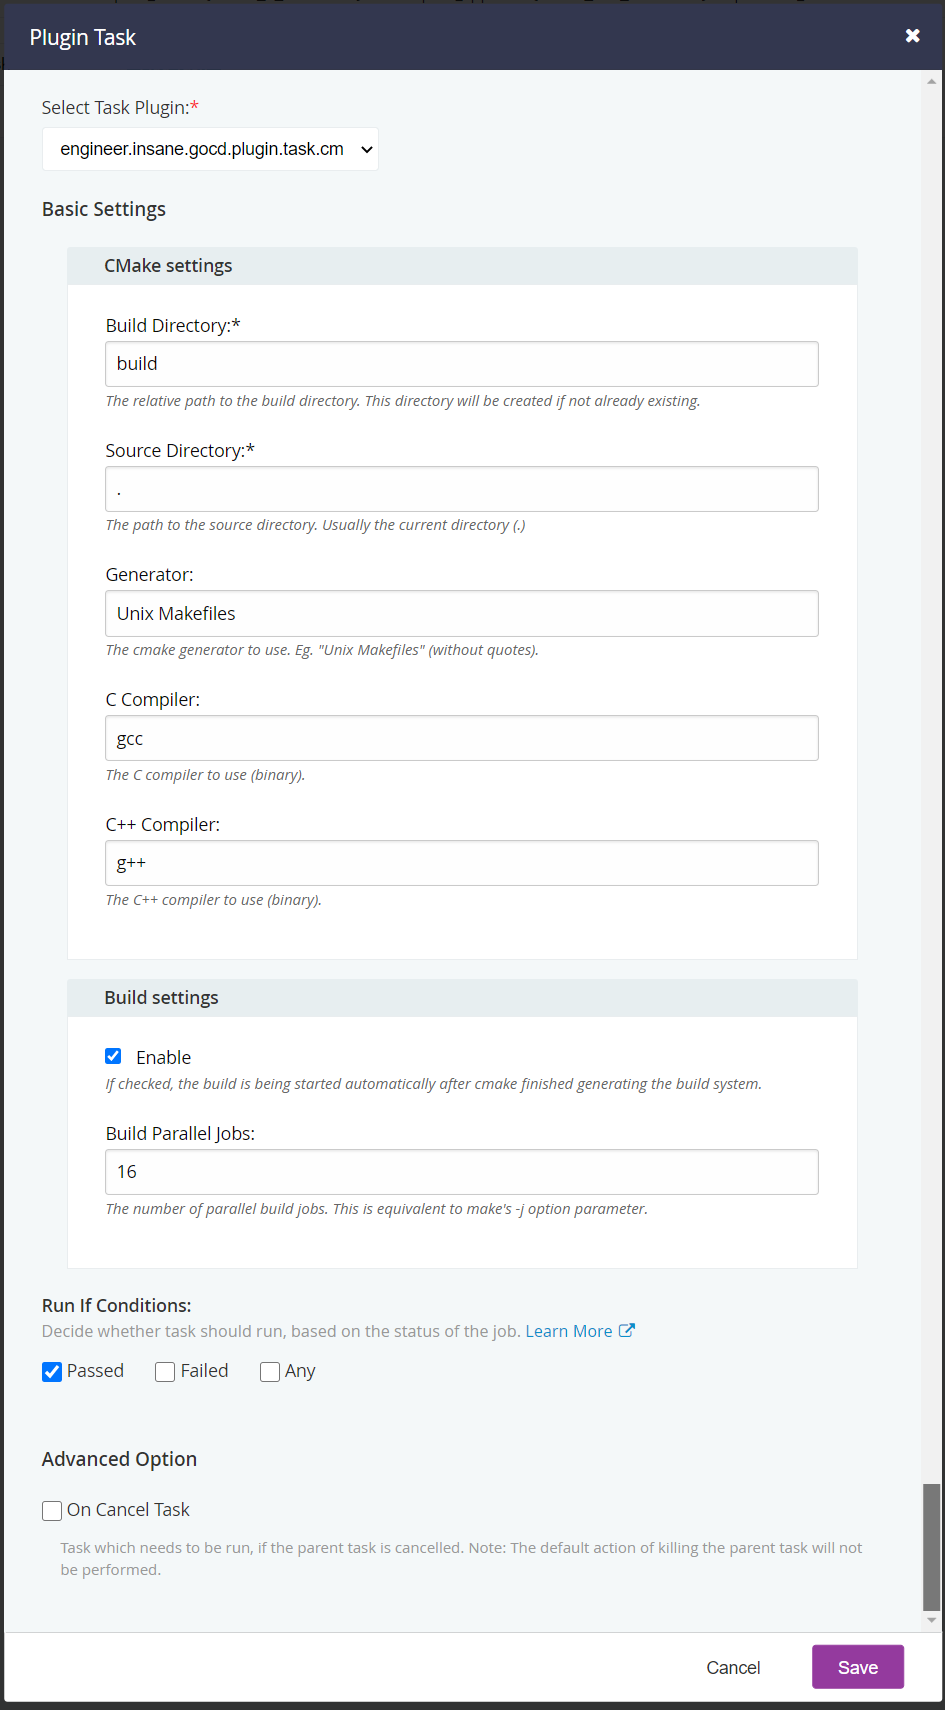 Plugin Task
Select Task Plugin:*
engineer.insane.gocd.plugin.task.cm
Basic Settings
CMake settings
Build Directory:*
build
The relative path to the build directory. This directory will be created if not already existing.
Source Directory:*
.
The path to the source directory. Usually the current directory (.)
Generator:
Unix Makefiles
The cmake generator to use. Eg. "Unix Makefiles" (without quotes).
C Compiler:
gcc
The C compiler to use (binary).
C++ Compiler:
g++
The C++ compiler to use (binary).
Build settings
Enable
If checked, the build is being started automatically after cmake finished generating the build system.
Build Parallel Jobs:
16
The number of parallel build jobs. This is equivalent to make's -j option parameter.
Run If Conditions:
Decide whether task should run, based on the status of the job. Learn More
Passed Failed Any
Advanced Option
On Cancel Task
Task which needs to be run, if the parent task is cancelled. Note: The default action of killing the parent task will not
be performed.
Cancel Save